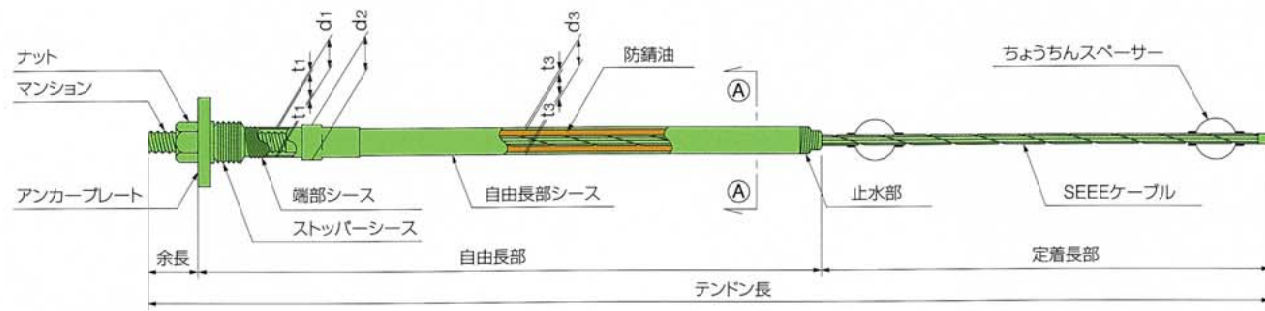 ナット
マンション
アンカープレート
d1
d2
t1
t1
端部シース
ストッパーシース
d3
t3
t3
防錆油
自由長部シース
Ⓐ
Ⓐ
止水部
ちょうちんスペーサー
SEEEケーブル
余長
自由長部
定着長部
テンドン長